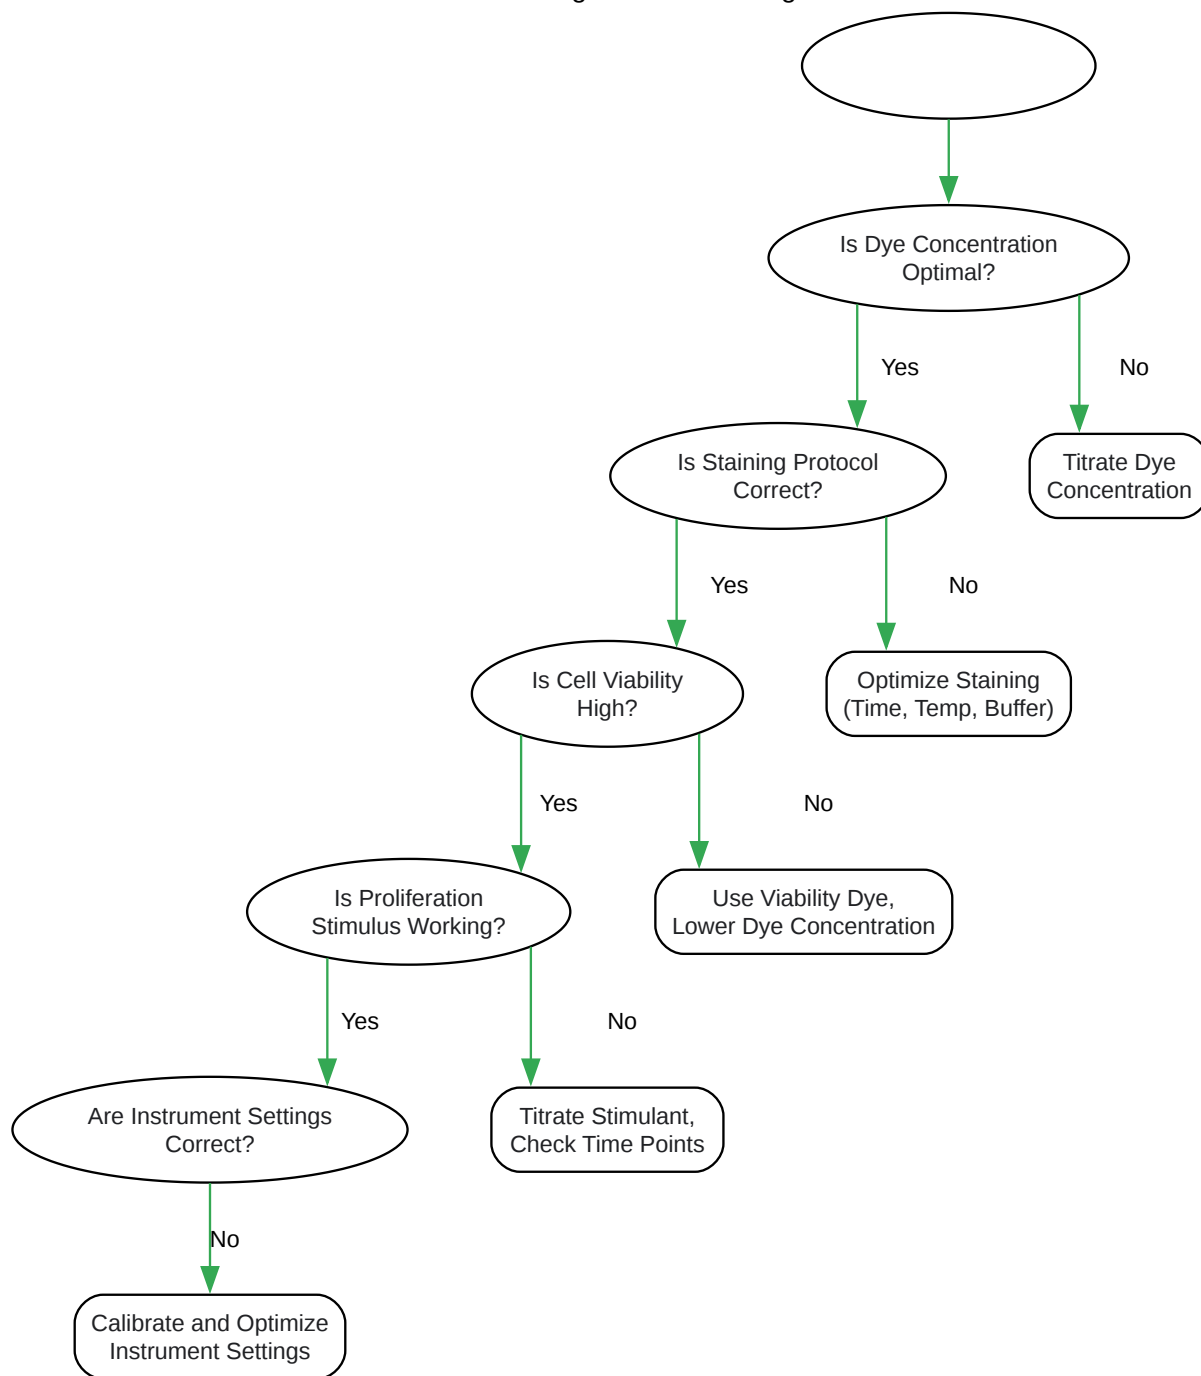 Is Dye Concentration
Optimal?
Yes
No
Is Staining Protocol
Correct?
Titrate Dye
Concentration
Yes
No
Is Cell Viability
High?
Optimize Staining
(Time, Temp, Buffer)
Yes
No
Is Proliferation
Stimulus Working?
Use Viability Dye,
Lower Dye Concentration
Yes
No
Are Instrument Settings
Correct?
Titrate Stimulant,
Check Time Points
No
Calibrate and Optimize
Instrument Settings